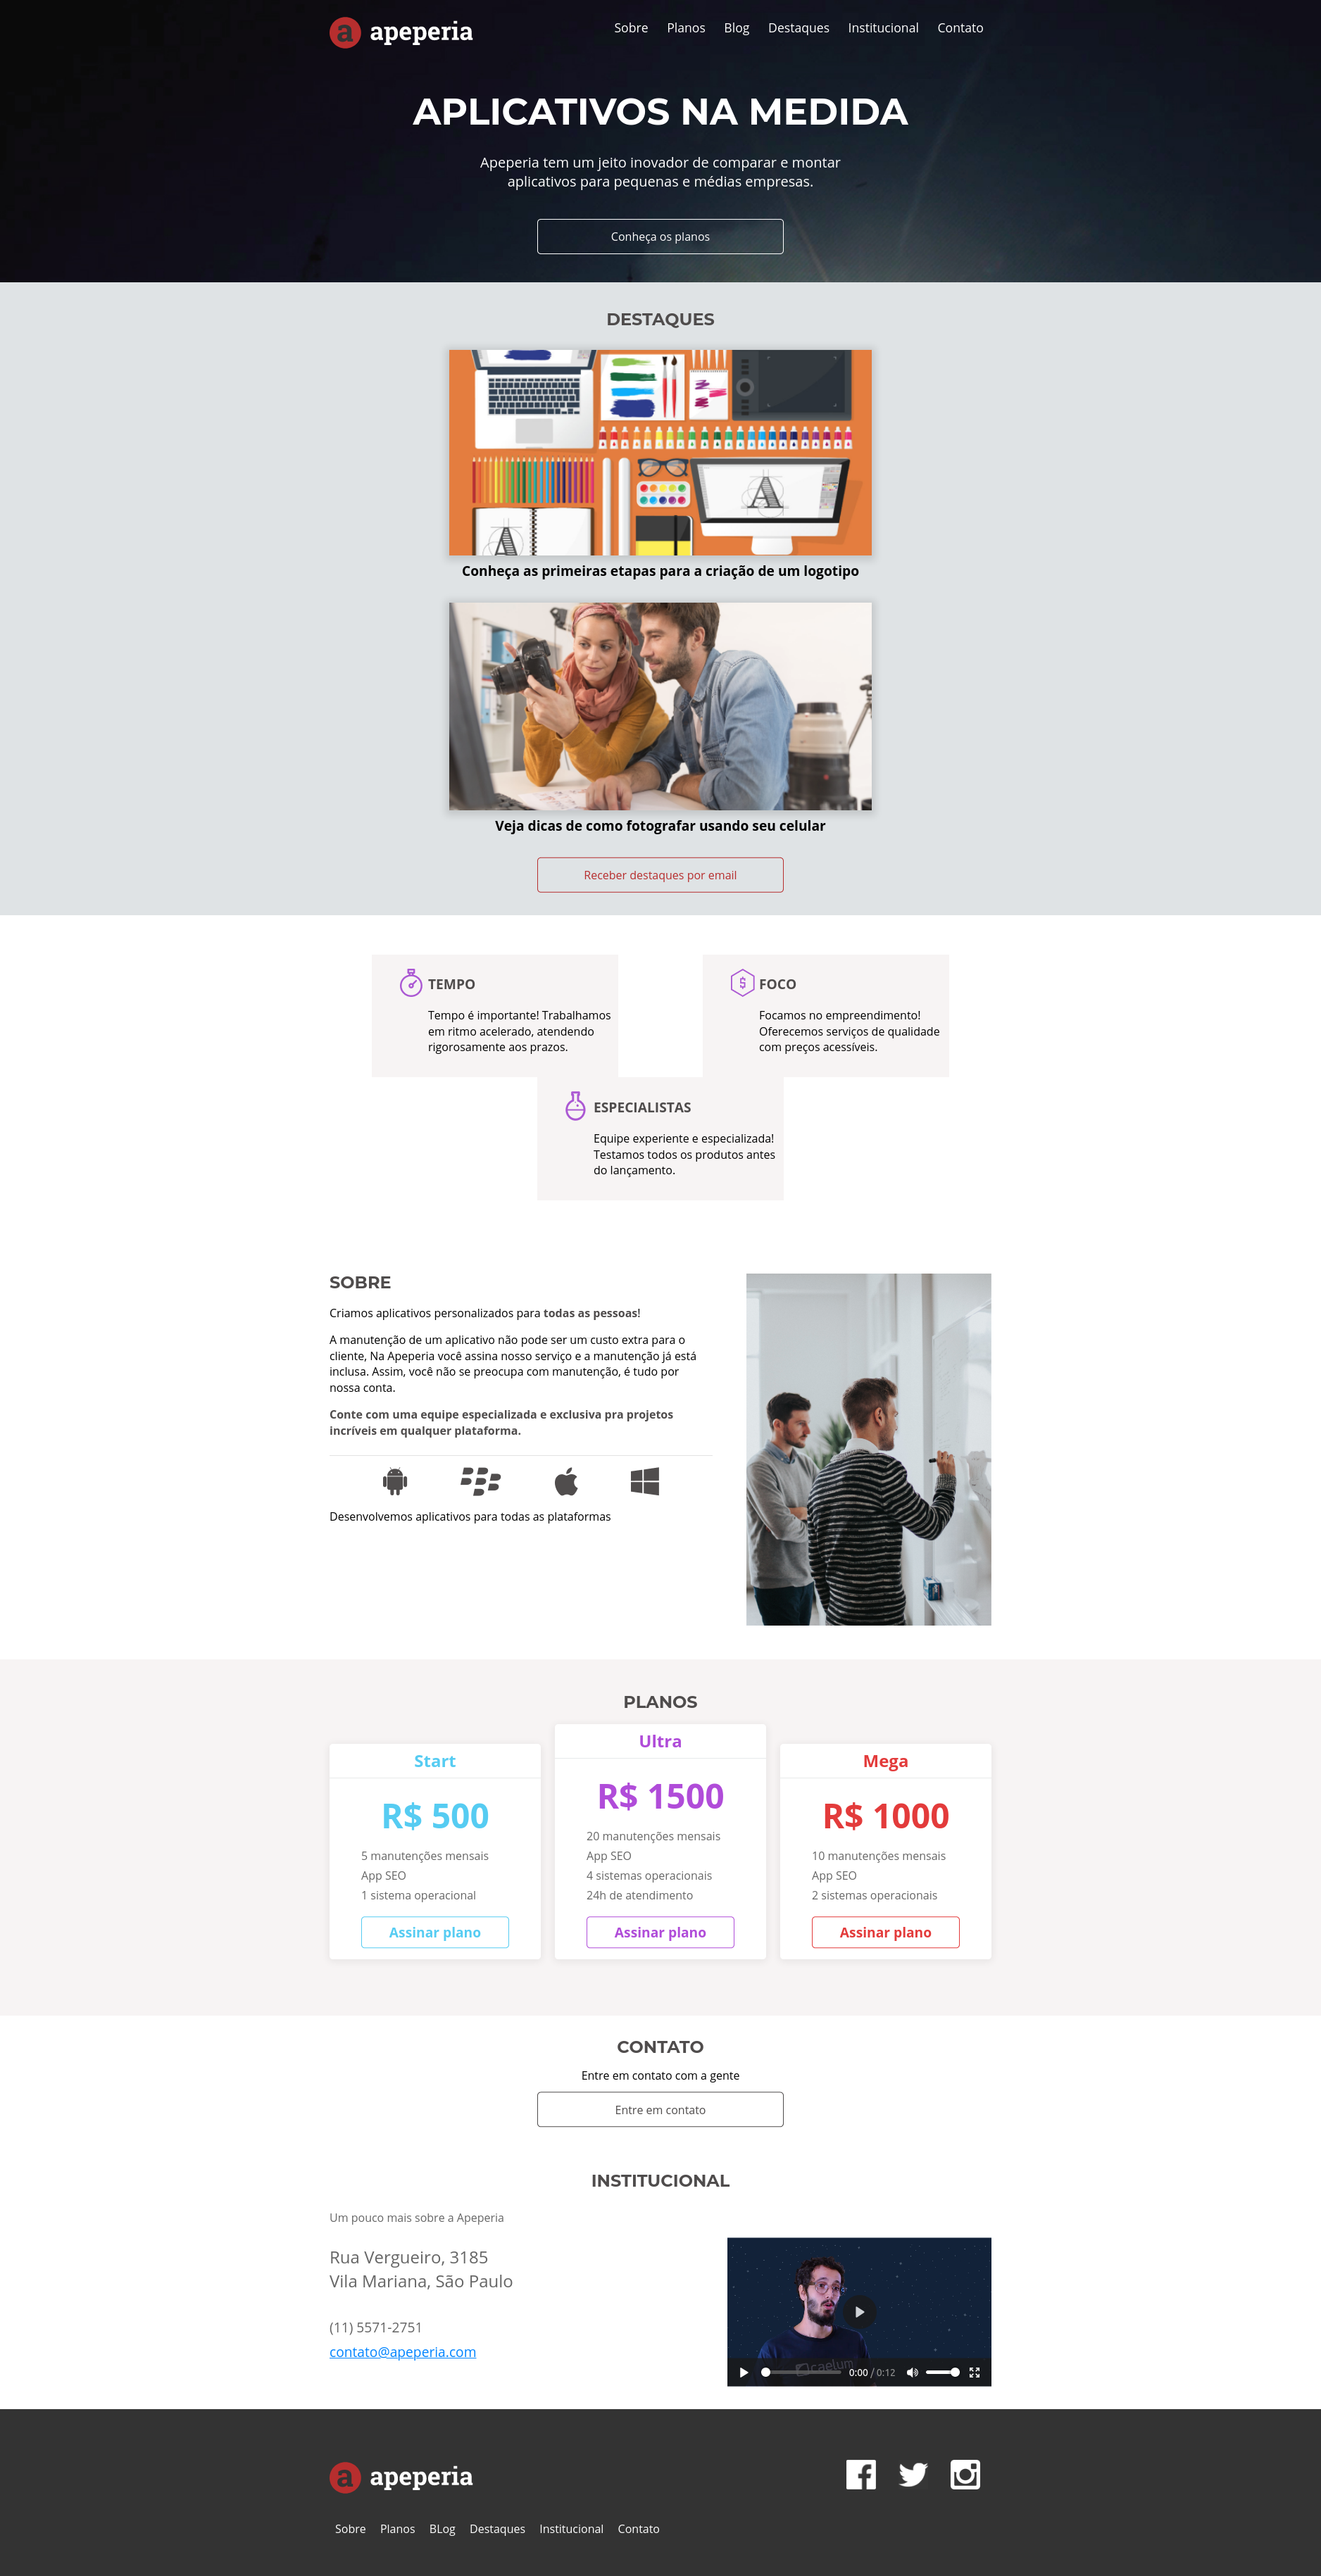 a apeperia
Sobre Planos Blog Destaques Institucional Contato
APLICATIVOS NA MEDIDA
Apeperia tem um jeito inovador de comparar e montar
aplicativos para pequenas e médias empresas.
Conheça os planos
DESTAQUES
A
A
Conheça as primeiras etapas para a criação de um logotipo
Veja dicas de como fotografar usando seu celular
Receber destaques por email
TEMPO
Tempo é importante! Trabalhamos
em ritmo acelerado, atendendo
rigorosamente aos prazos.
$
FOCO
Focamos no empreendimento!
Oferecemos serviços de qualidade
com preços acessíveis.
ESPECIALISTAS
Equipe experiente e especializada!
Testamos todos os produtos antes
do lançamento.
SOBRE
Criamos aplicativos personalizados para todas as pessoas!
A manutenção de um aplicativo não pode ser um custo extra para o
cliente, Na Apeperia você assina nosso serviço e a manutenção já está
inclusa. Assim, você não se preocupa com manutenção, é tudo por
nossa conta.
Conte com uma equipe especializada e exclusiva pra projetos
incríveis em qualquer plataforma.
Desenvolvemos aplicativos para todas as plataformas
PLANOS
Start
R$ 500
5 manutenções mensais
App SEO
1 sistema operacional
Assinar plano
Ultra
R$ 1500
20 manutenções mensais
App SEO
4 sistemas operacionais
24h de atendimento
Assinar plano
Mega
R$ 1000
10 manutenções mensais
App SEO
2 sistemas operacionais
Assinar plano
CONTATO
Entre em contato com a gente
Entre em contato
INSTITUCIONAL
Um pouco mais sobre a Apeperia
Rua Vergueiro, 3185
Vila Mariana, São Paulo
(11) 5571-2751
contato@apeperia.com
caelum
0:00 / 0:12
a apeperia
Sobre Planos BLog Destaques Institucional Contato